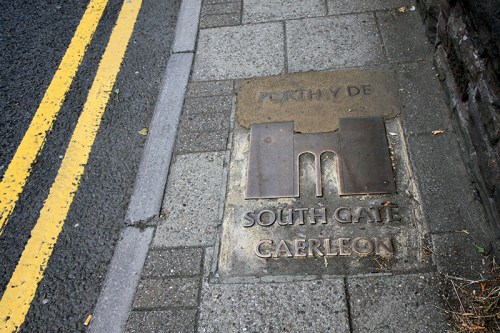 PORTH Y DE
SOUTH GATE
CAERLEON